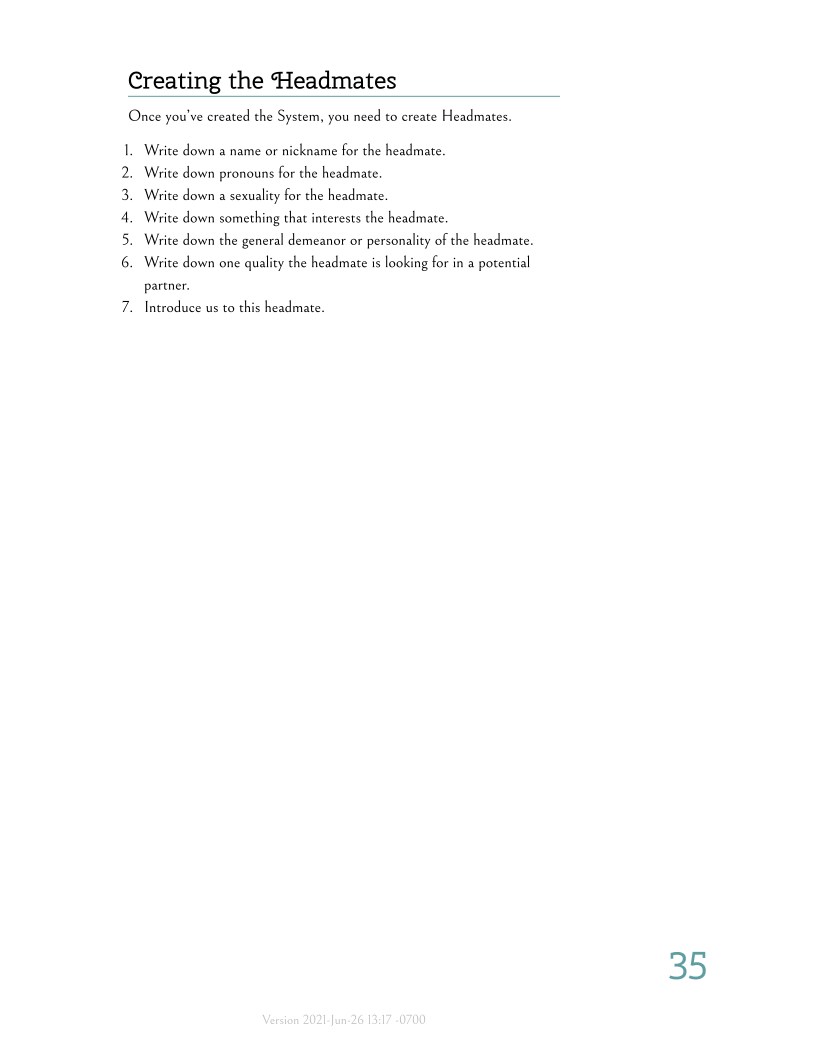 Creating the Headmates
Once you’ve created the System, you need to create Headmates.
1. Write down a name or nickname for the headmate.
2. Write down pronouns for the headmate.
3. Write down a sexuality for the headmate.
4. Write down something that interests the headmate.
5. Write down the general demeanor or personality of the headmate.
6. Write down one quality the headmate is looking for in a potential
partner.
7. Introduce us to this headmate.
35
Version 2021-Jun-26 13:17 -0700